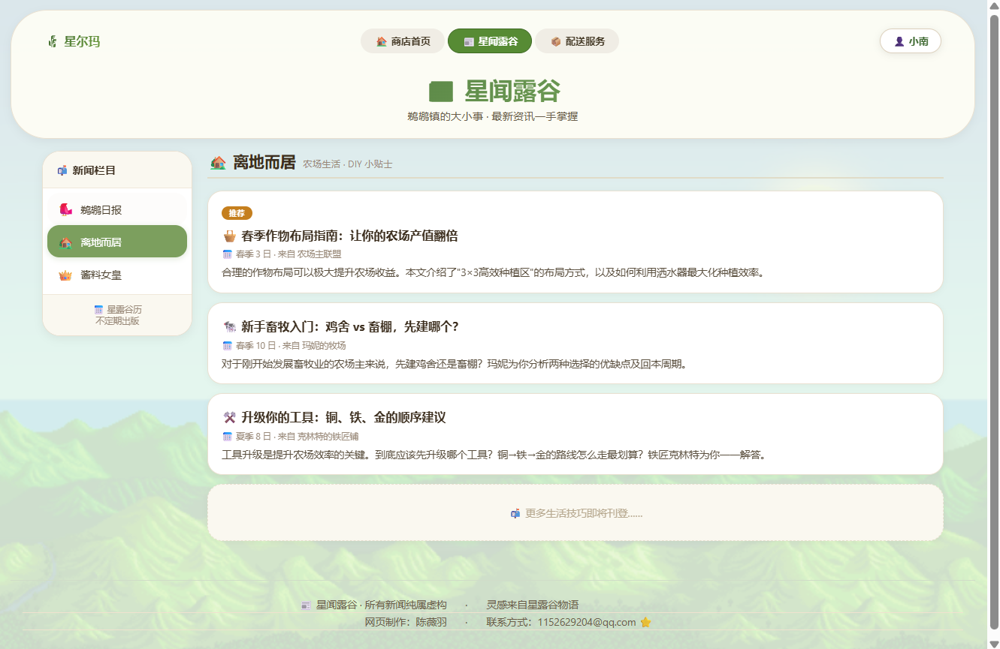 星尔玛
商店首页
星闻露谷
配送服务
小南
星闻露谷
鹈鹕镇的大小事 · 最新资讯一手掌握
新闻栏目
鹈鹕日报
离地而居
酱料女皇
星露谷历
不定期出版
离地而居 农场生活 · DIY 小贴士
推荐
春季作物布局指南：让你的农场产值翻倍
春季 3 日 · 来自 农场主联盟
合理的作物布局可以极大提升农场收益。本文介绍了"3×3高效种植区"的布局方式，以及如何利用洒水器最大化种植效率。
新手畜牧入门：鸡舍 vs 畜棚，先建哪个？
春季 10 日 · 来自 玛妮的牧场
对于刚开始发展畜牧业的农场主来说，先建鸡舍还是畜棚？玛妮为你分析两种选择的优缺点及回本周期。
升级你的工具：铜、铁、金的顺序建议
夏季 8 日 · 来自 克林特的铁匠铺
工具升级是提升农场效率的关键。到底应该先升级哪个工具？铜→铁→金的路线怎么走最划算？铁匠克林特为你一一解答。
更多生活技巧即将刊登……
星闻露谷 · 所有新闻纯属虚构 · 灵感来自星露谷物语
网页制作：陈薇羽 · 联系方式：1152629204@qq.com